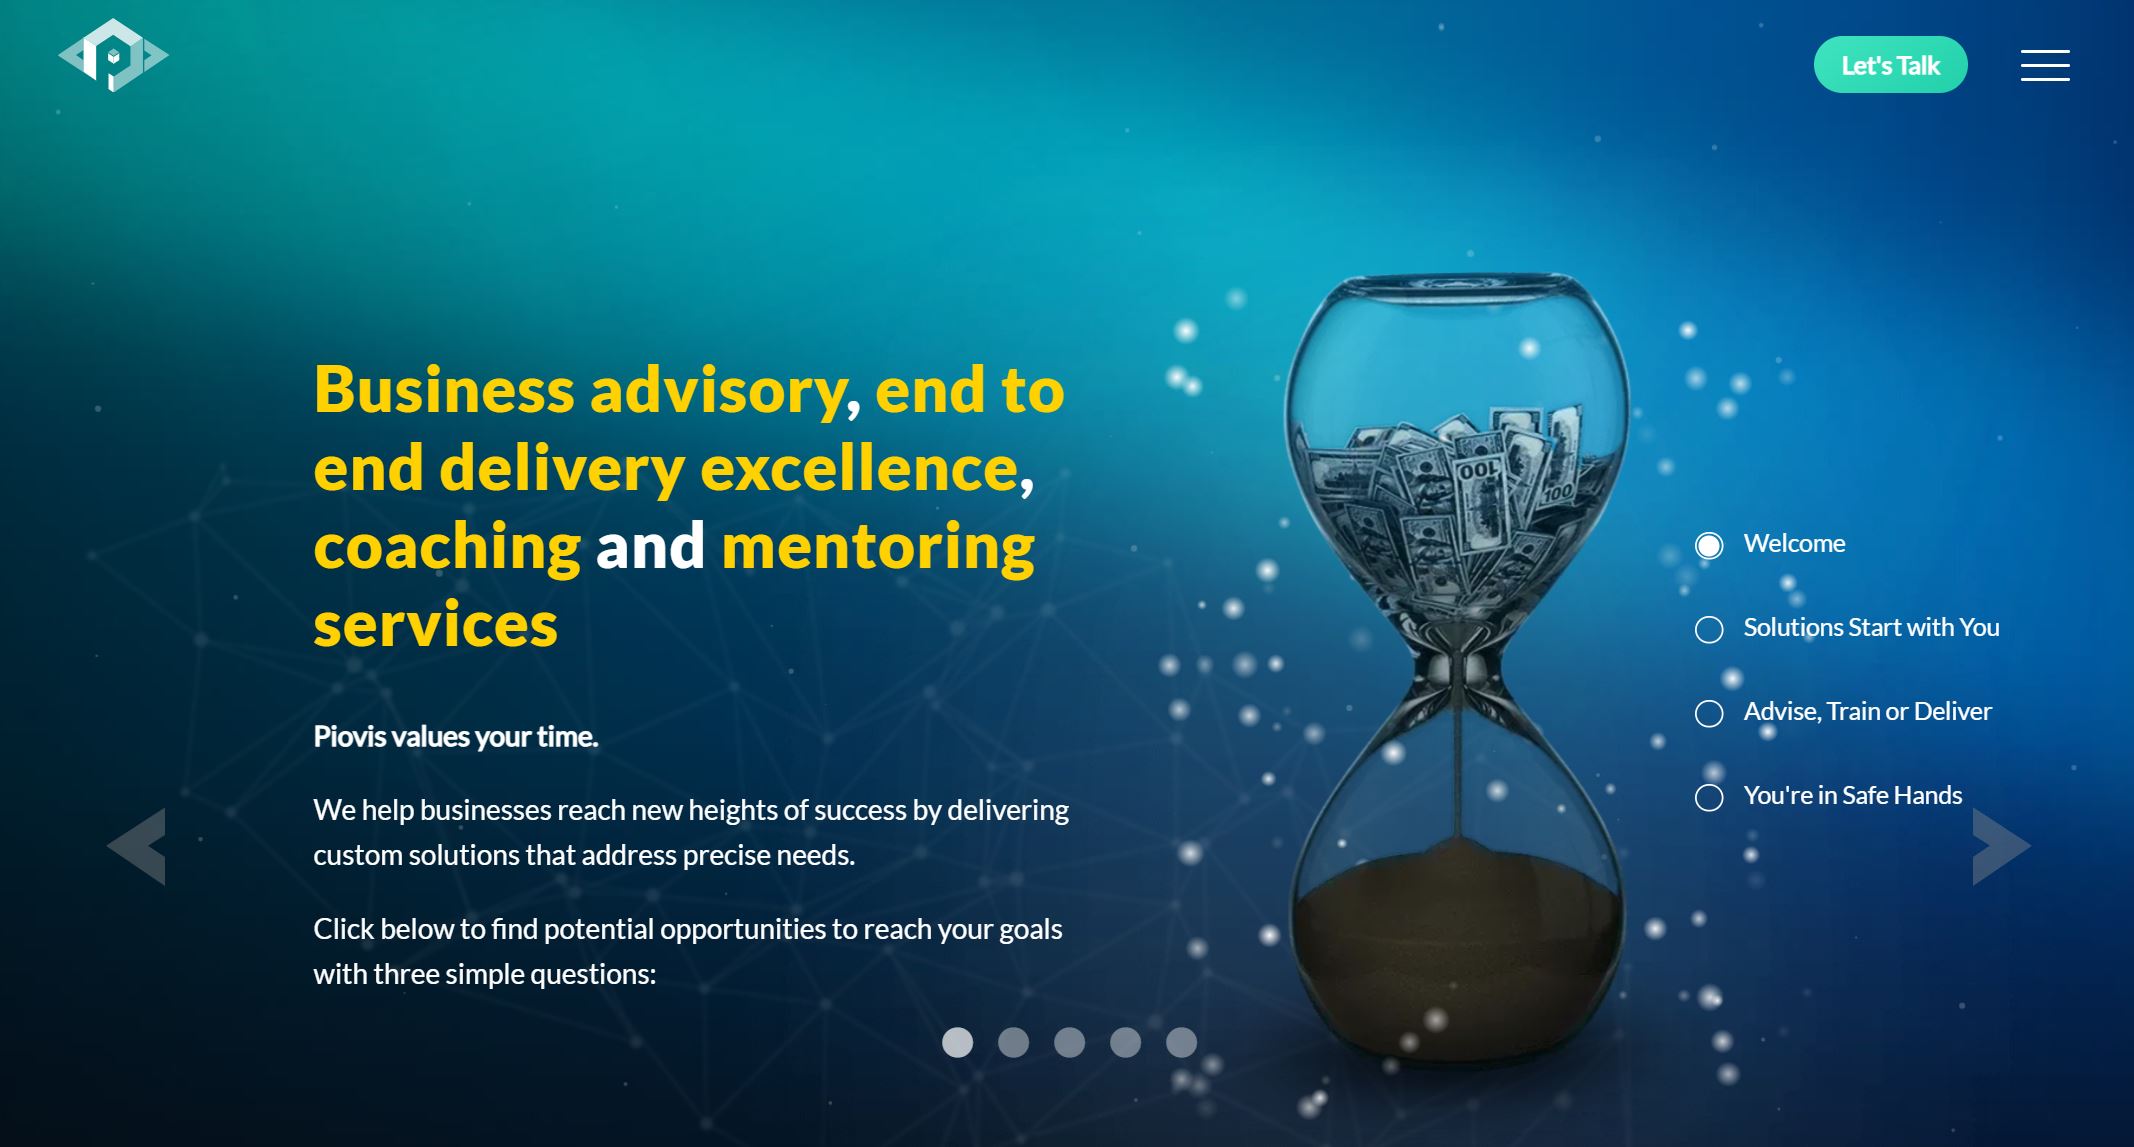 Let's Talk
Business advisory, end to
end delivery excellence,
coaching and mentoring
services
Piovis values your time.
We help businesses reach new heights of success by delivering
custom solutions that address precise needs.
Click below to find potential opportunities to reach your goals
with three simple questions:
100
100
Welcome
Solutions Start with You
Advise, Train or Deliver
You're in Safe Hands